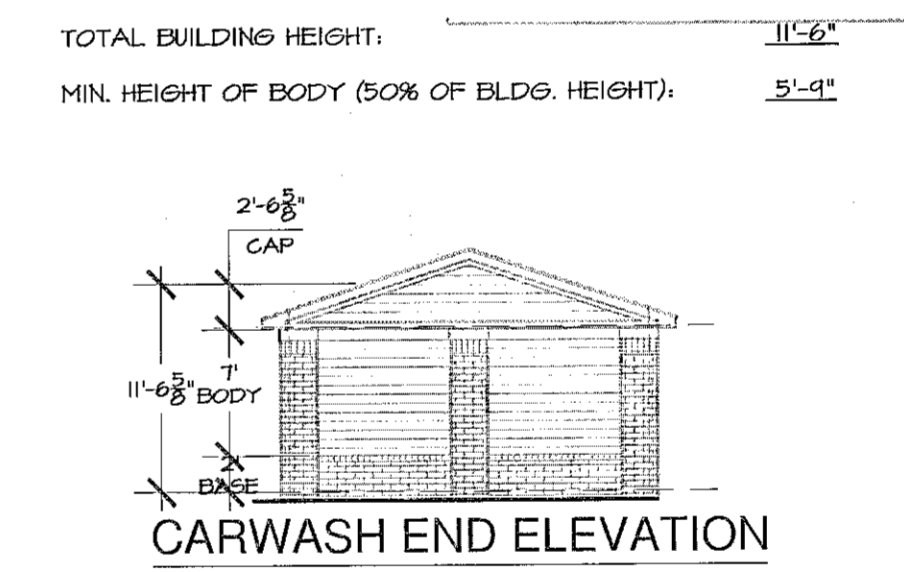 TOTAL BUILDING HEIGHT: 11'-6"
MIN. HEIGHT OF BODY (50% OF BLDG. HEIGHT): 5'-9"
2'-6 5/8"
CAP
11'-6 5/8"
7'
BODY
2'
BASE
CARWASH END ELEVATION